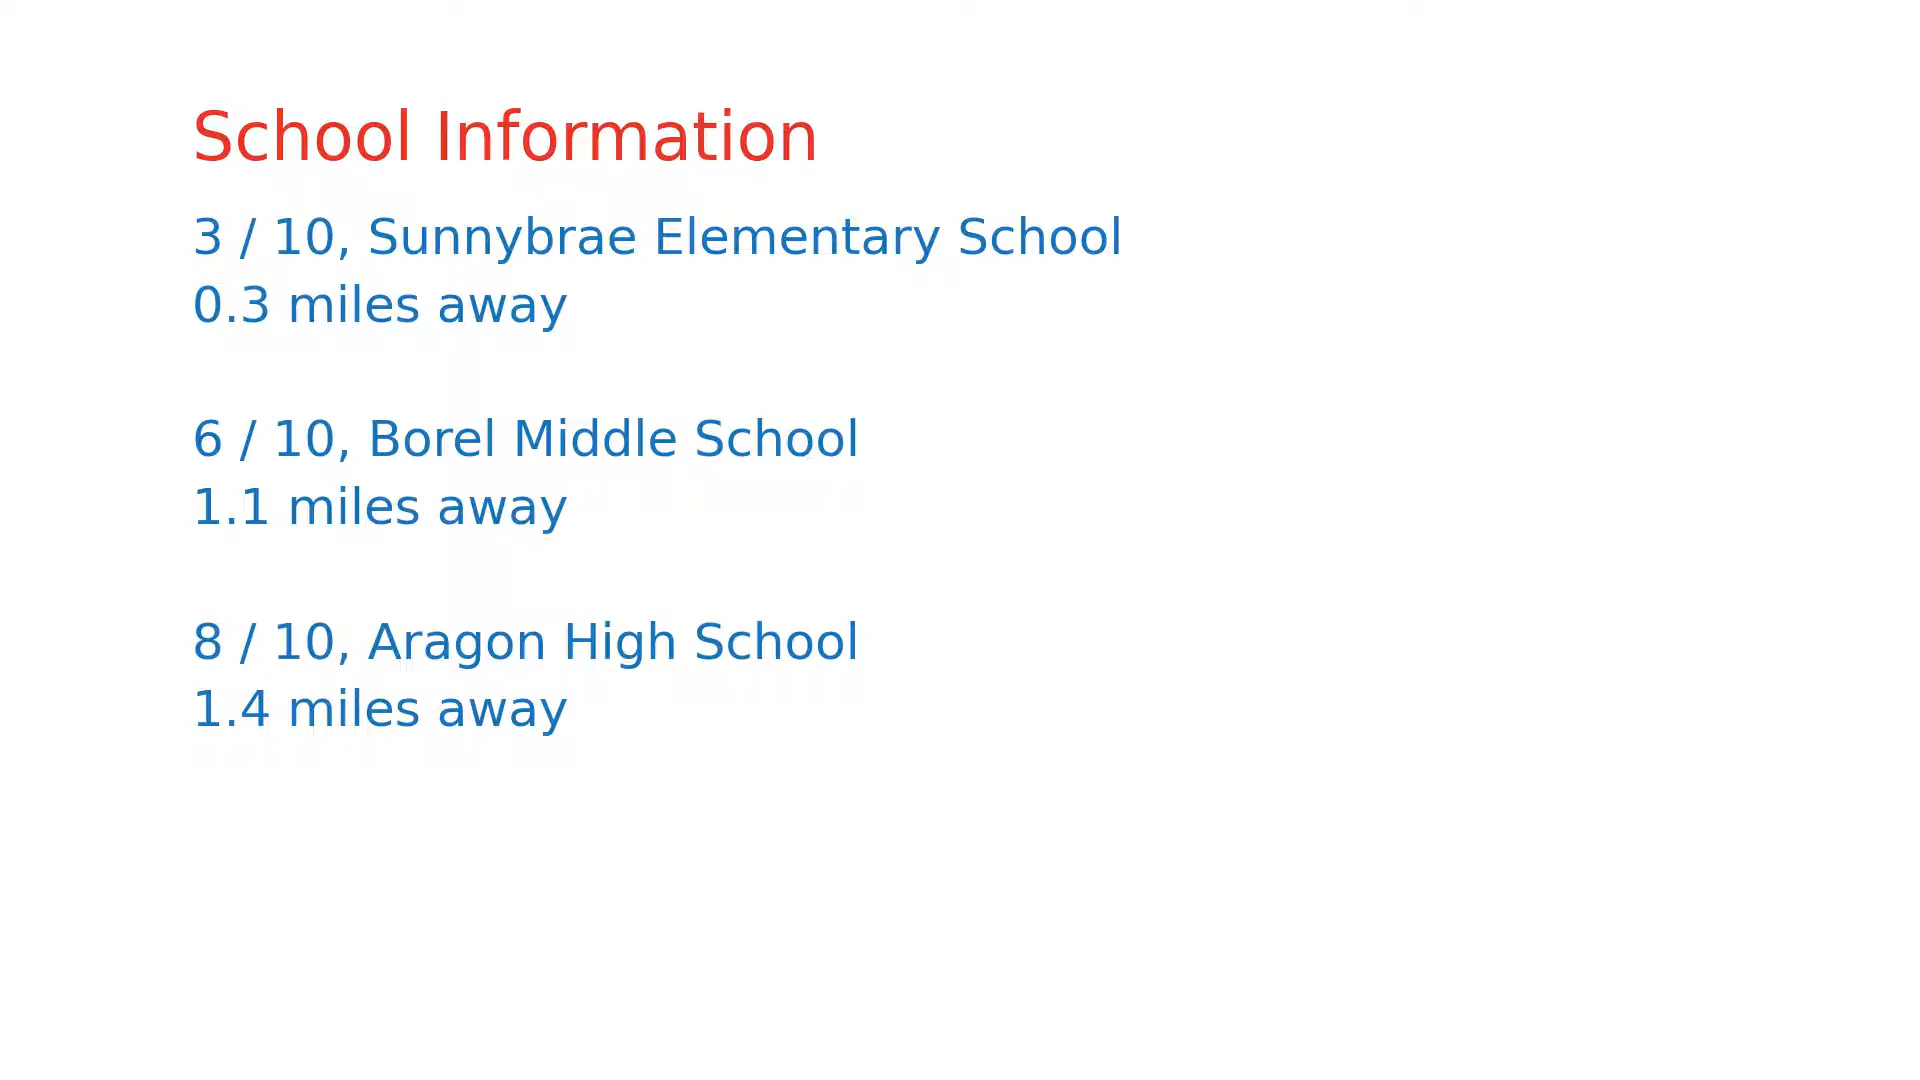 School Information
3 / 10, Sunnybrae Elementary School
0.3 miles away
6 / 10, Borel Middle School
1.1 miles away
8 / 10, Aragon High School
1.4 miles away